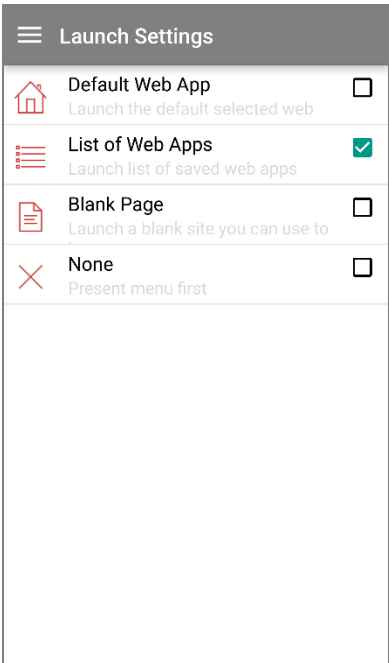 Launch Settings
Default Web App
Launch the default selected web
List of Web Apps
Launch list of saved web apps
Blank Page
Launch a blank site you can use to
None
Present menu first